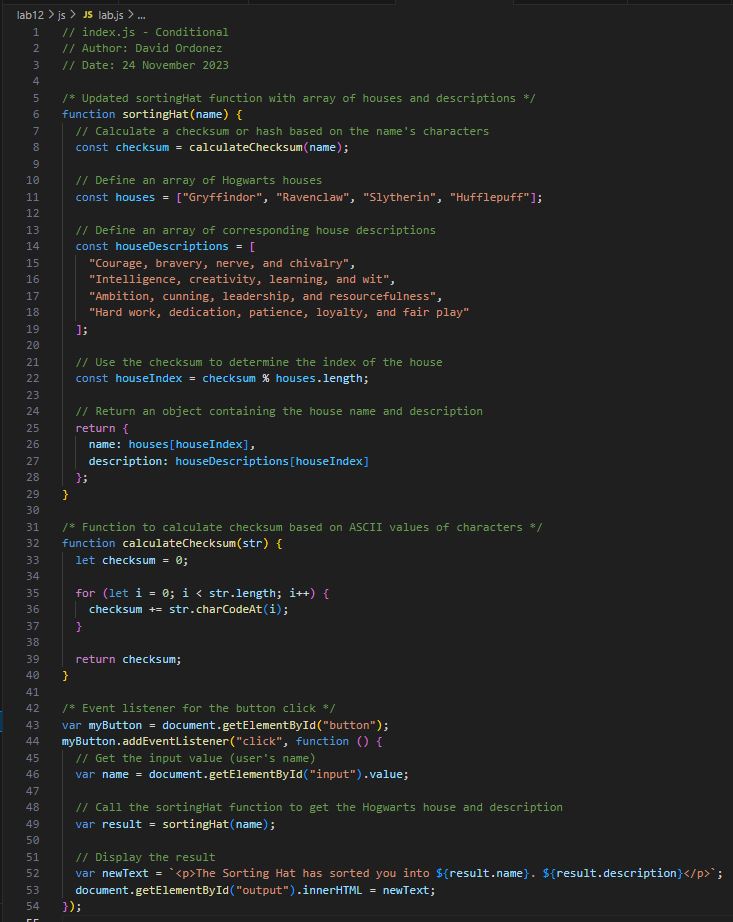 lab12 > js > JS lab.js > ...
1 // index.js - Conditional
2 // Author: David Ordonez
3 // Date: 24 November 2023
4
5 /* Updated sortingHat function with array of houses and descriptions */
6 function sortingHat(name) {
7   // Calculate a checksum or hash based on the name's characters
8   const checksum = calculateChecksum(name);
9
10   // Define an array of Hogwarts houses
11   const houses = ["Gryffindor", "Ravenclaw", "Slytherin", "Hufflepuff"];
12
13   // Define an array of corresponding house descriptions
14   const houseDescriptions = [
15     "Courage, bravery, nerve, and chivalry",
16     "Intelligence, creativity, learning, and wit",
17     "Ambition, cunning, leadership, and resourcefulness",
18     "Hard work, dedication, patience, loyalty, and fair play"
19   ];
20
21   // Use the checksum to determine the index of the house
22   const houseIndex = checksum % houses.length;
23
24   // Return an object containing the house name and description
25   return {
26     name: houses[houseIndex],
27     description: houseDescriptions[houseIndex]
28   };
29 }
30
31 /* Function to calculate checksum based on ASCII values of characters */
32 function calculateChecksum(str) {
33   let checksum = 0;
34
35   for (let i = 0; i < str.length; i++) {
36     checksum += str.charCodeAt(i);
37   }
38
39   return checksum;
40 }
41
42 /* Event listener for the button click */
43 var myButton = document.getElementById("button");
44 myButton.addEventListener("click", function () {
45   // Get the input value (user's name)
46   var name = document.getElementById("input").value;
47
48   // Call the sortingHat function to get the Hogwarts house and description
49   var result = sortingHat(name);
50
51   // Display the result
52   var newText = `<p>The Sorting Hat has sorted you into ${result.name}. ${result.description}</p>`;
53   document.getElementById("output").innerHTML = newText;
54 });